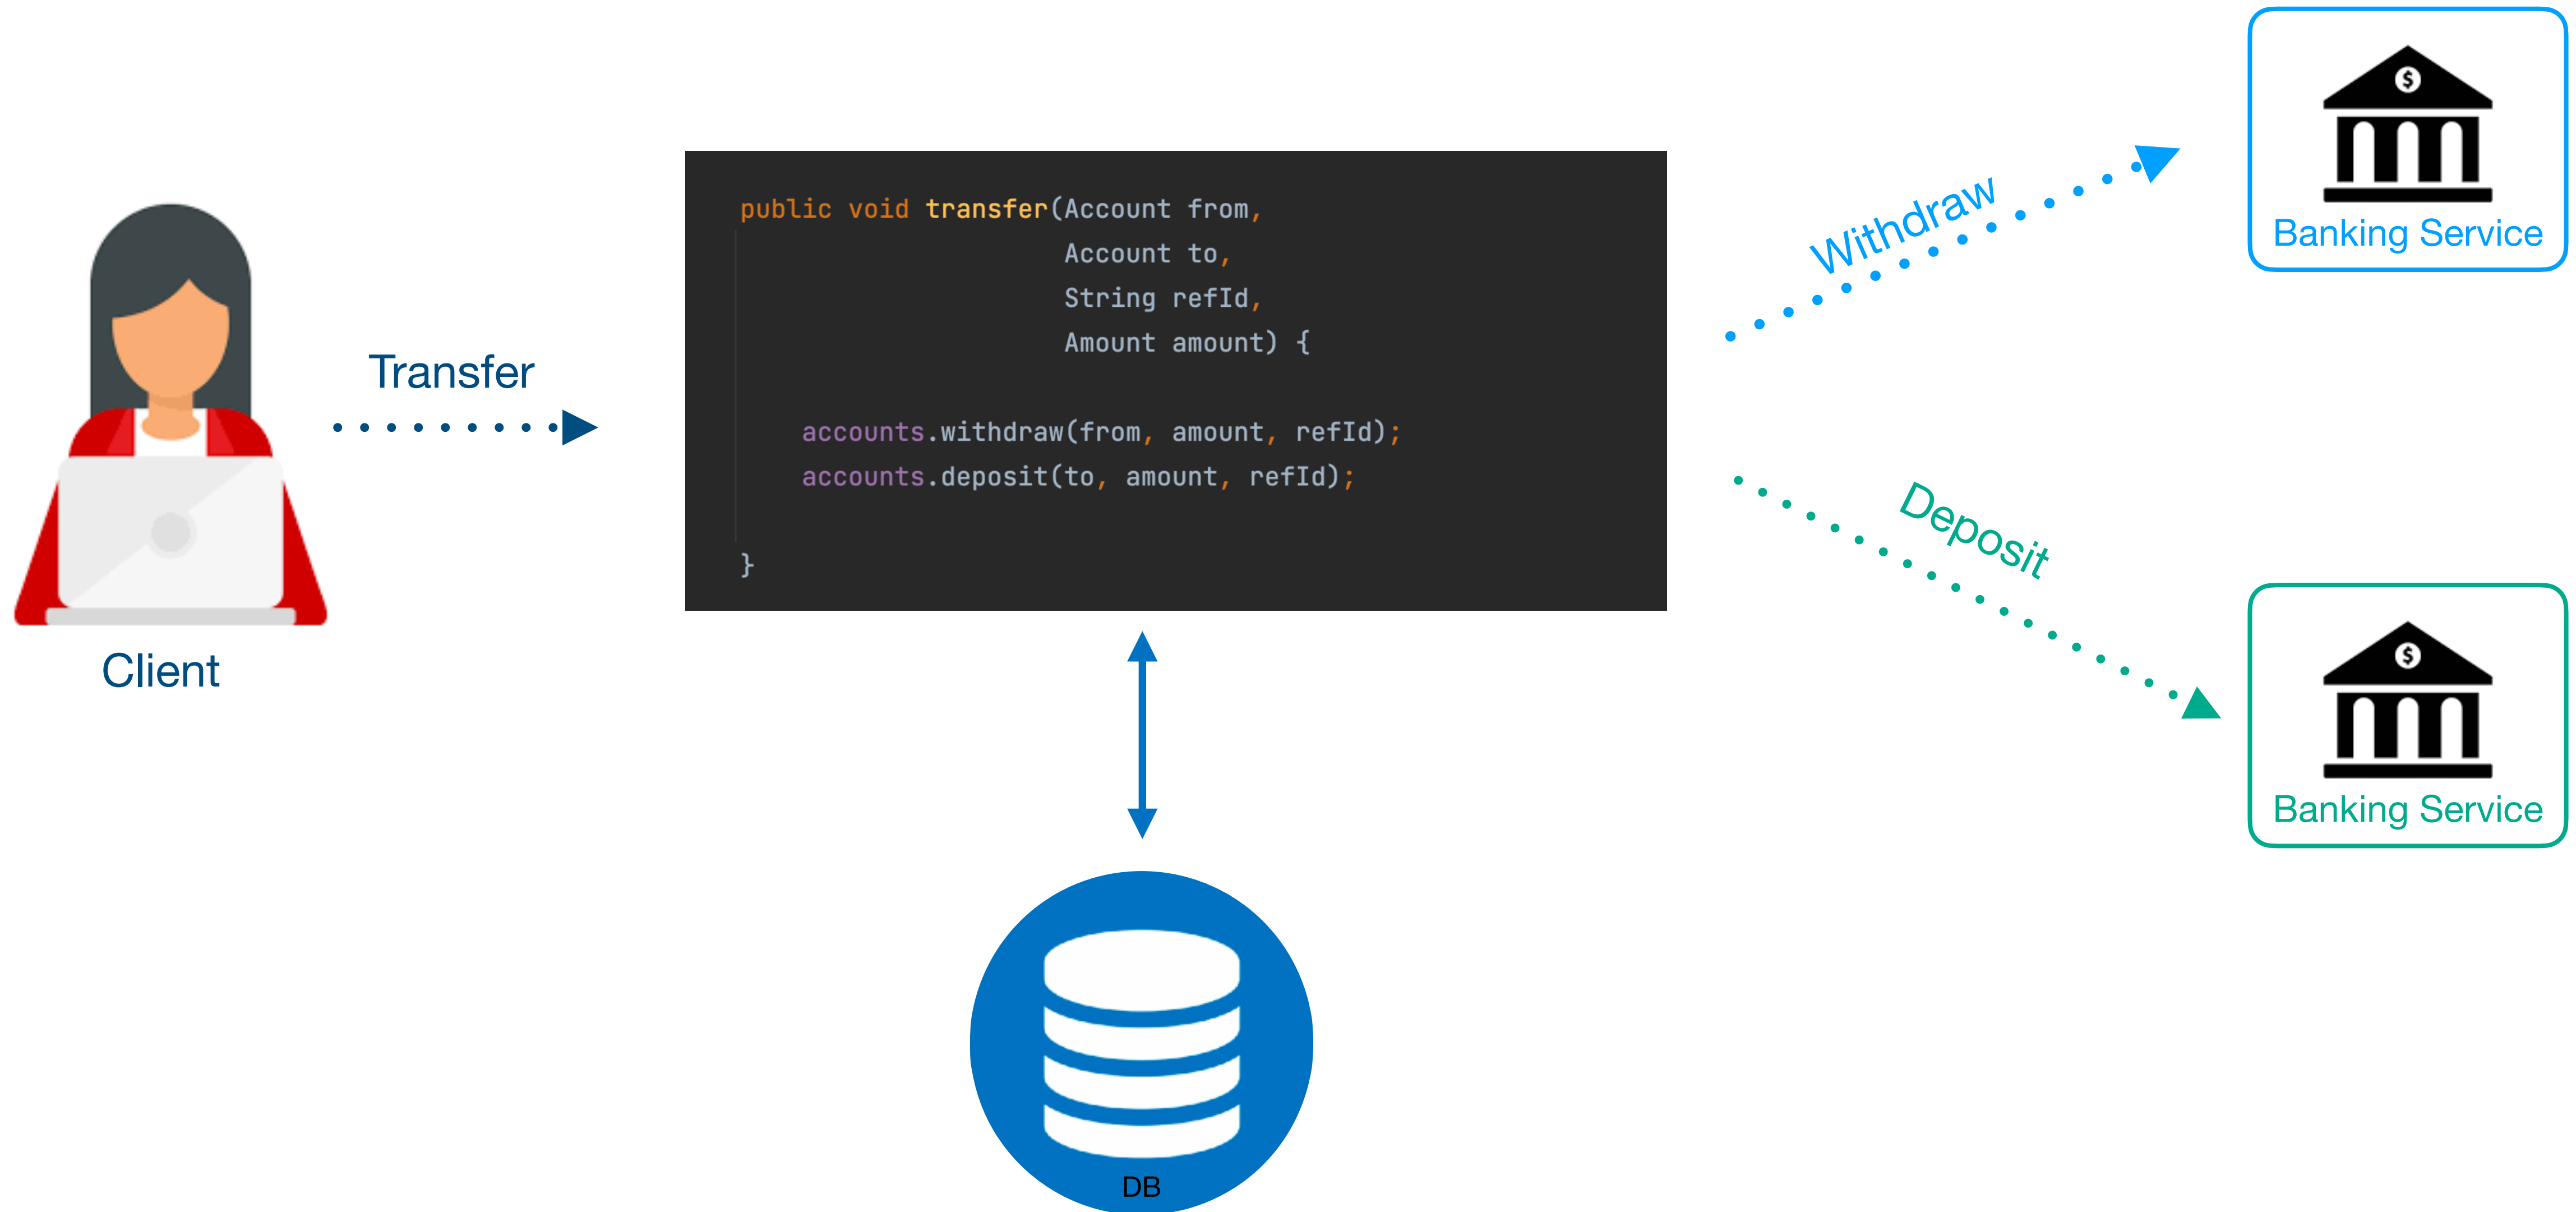 Client
Transfer
public void transfer(Account from,
Account to,
String refId,
Amount amount) {
accounts.withdraw(from, amount, refId);
accounts.deposit(to, amount, refId);
}
DB
Withdraw
$
Banking Service
Deposit
$
Banking Service